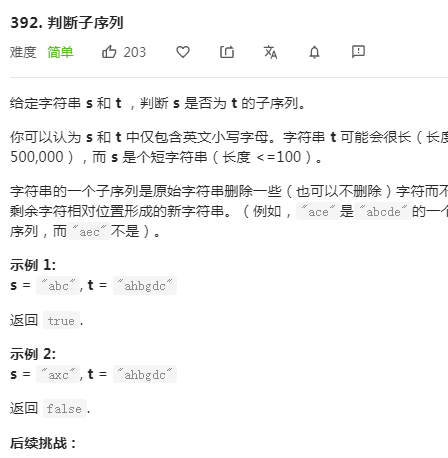 392. 判断子序列
难度 简单 203
给定字符串 s 和 t ，判断 s 是否为 t 的子序列。
你可以认为 s 和 t 中仅包含英文小写字母。字符串 t 可能会很长（长度
500,000），而 s 是个短字符串（长度 <=100）。
字符串的一个子序列是原始字符串删除一些（也可以不删除）字符而不
剩余字符相对位置形成的新字符串。（例如，"ace"是"abcde"的一个
序列，而"aec"不是）。
示例 1:
s = "abc", t = "ahbgdc"
返回 true.
示例 2:
s = "axc", t = "ahbgdc"
返回 false.
后续挑战：